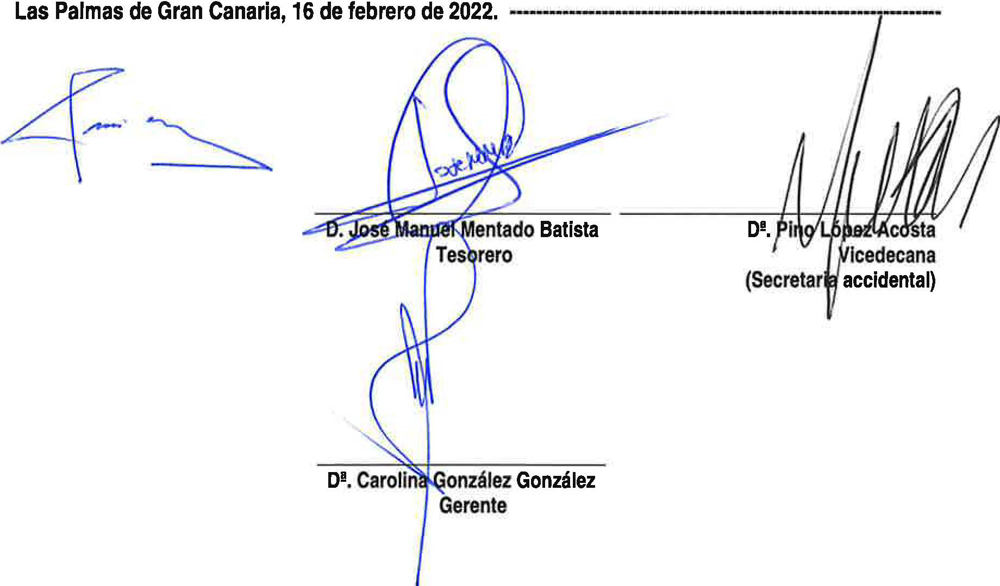 Las Palmas de Gran Canaria, 16 de febrero de 2022. ------------------------------------------------------------------
D. José Manuel Mentado Batista
Tesorero
Dª. Pino López Acosta
Vicedecana
(Secretaria accidental)
Dª. Carolina González González
Gerente